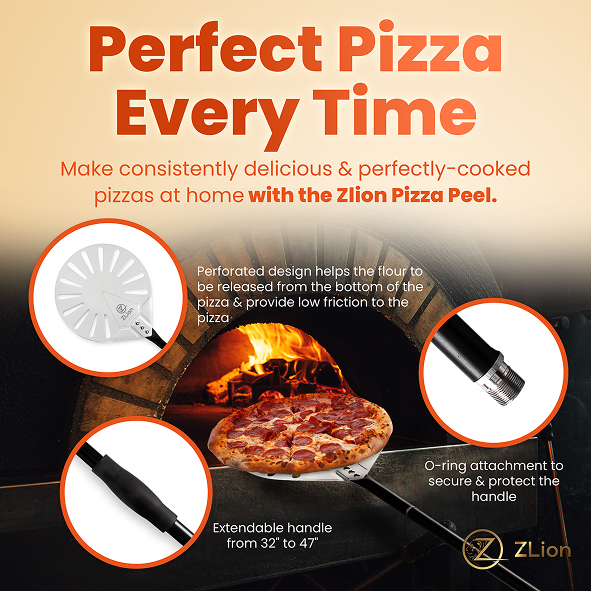 Perfect Pizza
Every Time
Make consistently delicious & perfectly-cooked
pizzas at home with the Zlion Pizza Peel.
Perforated design helps the flour to
be released from the bottom of the
pizza & provide low friction to the
pizza
ZLion
O-ring attachment to
secure & protect the
handle
Extendable handle
from 32" to 47"
ZLion